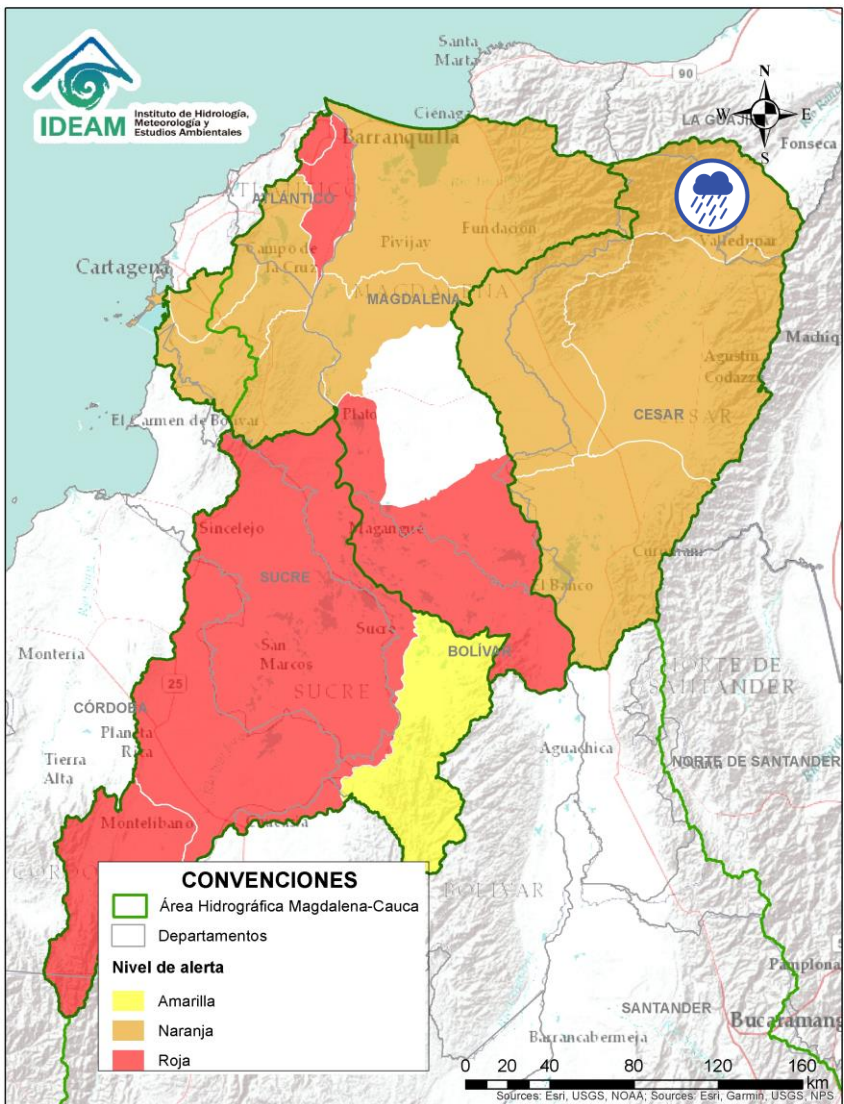 IDEAM
Instituto de Hidrología,
Meteorología y
Estudios Ambientales
Santa
Marta
90
N
W
E
S
Ciénaga
LA GUAJIRA
Fonseca
Barranquilla
ATLÁNTICO
Fundación
Pivijay
Valledupar
Campo de
la Cruz
Cartagena
MAGDALENA
MAGDALENA
Agustín
Codazzi
El Carmen de Bolívar
Plato
CESAR
CESAR
Sincelejo
Magangué
SUCRE
El Banco
Sucre
San
Marcos
BOLÍVAR
Montería
25
SUCRE
NORTE DE
SANTANDER
CÓRDOBA
Planeta
Rica
Aguachica
NORTE DE SANTANDER
Tierra
Alta
Montelíbano
Caucasia
BOLÍVAR
CONVENCIONES
Área Hidrográfica Magdalena-Cauca
Departamentos
Nivel de alerta
Amarilla
Naranja
Roja
Pamplona
SANTANDER
Barrancabermeja
0 20 40 80 120 160
km
Sources: Esri, USGS, NOAA; Sources: Esri, Garmin, USGS, NPS